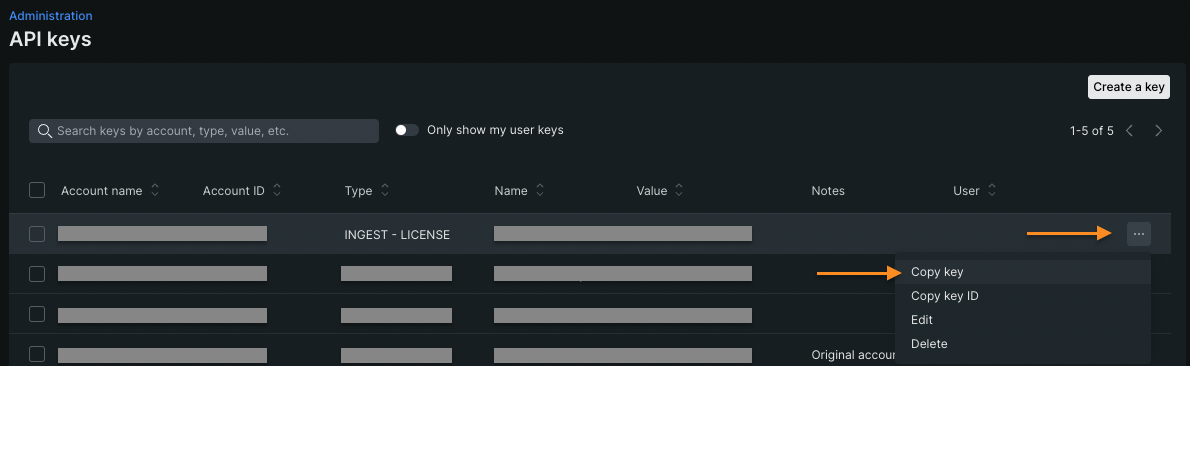 Administration
API keys
Create a key
Search keys by account, type, value, etc.
Only show my user keys
1-5 of 5
Account name Account ID Type Name Value Notes User
INGEST - LICENSE
...
Copy key
Copy key ID
Edit
Delete
Original accour